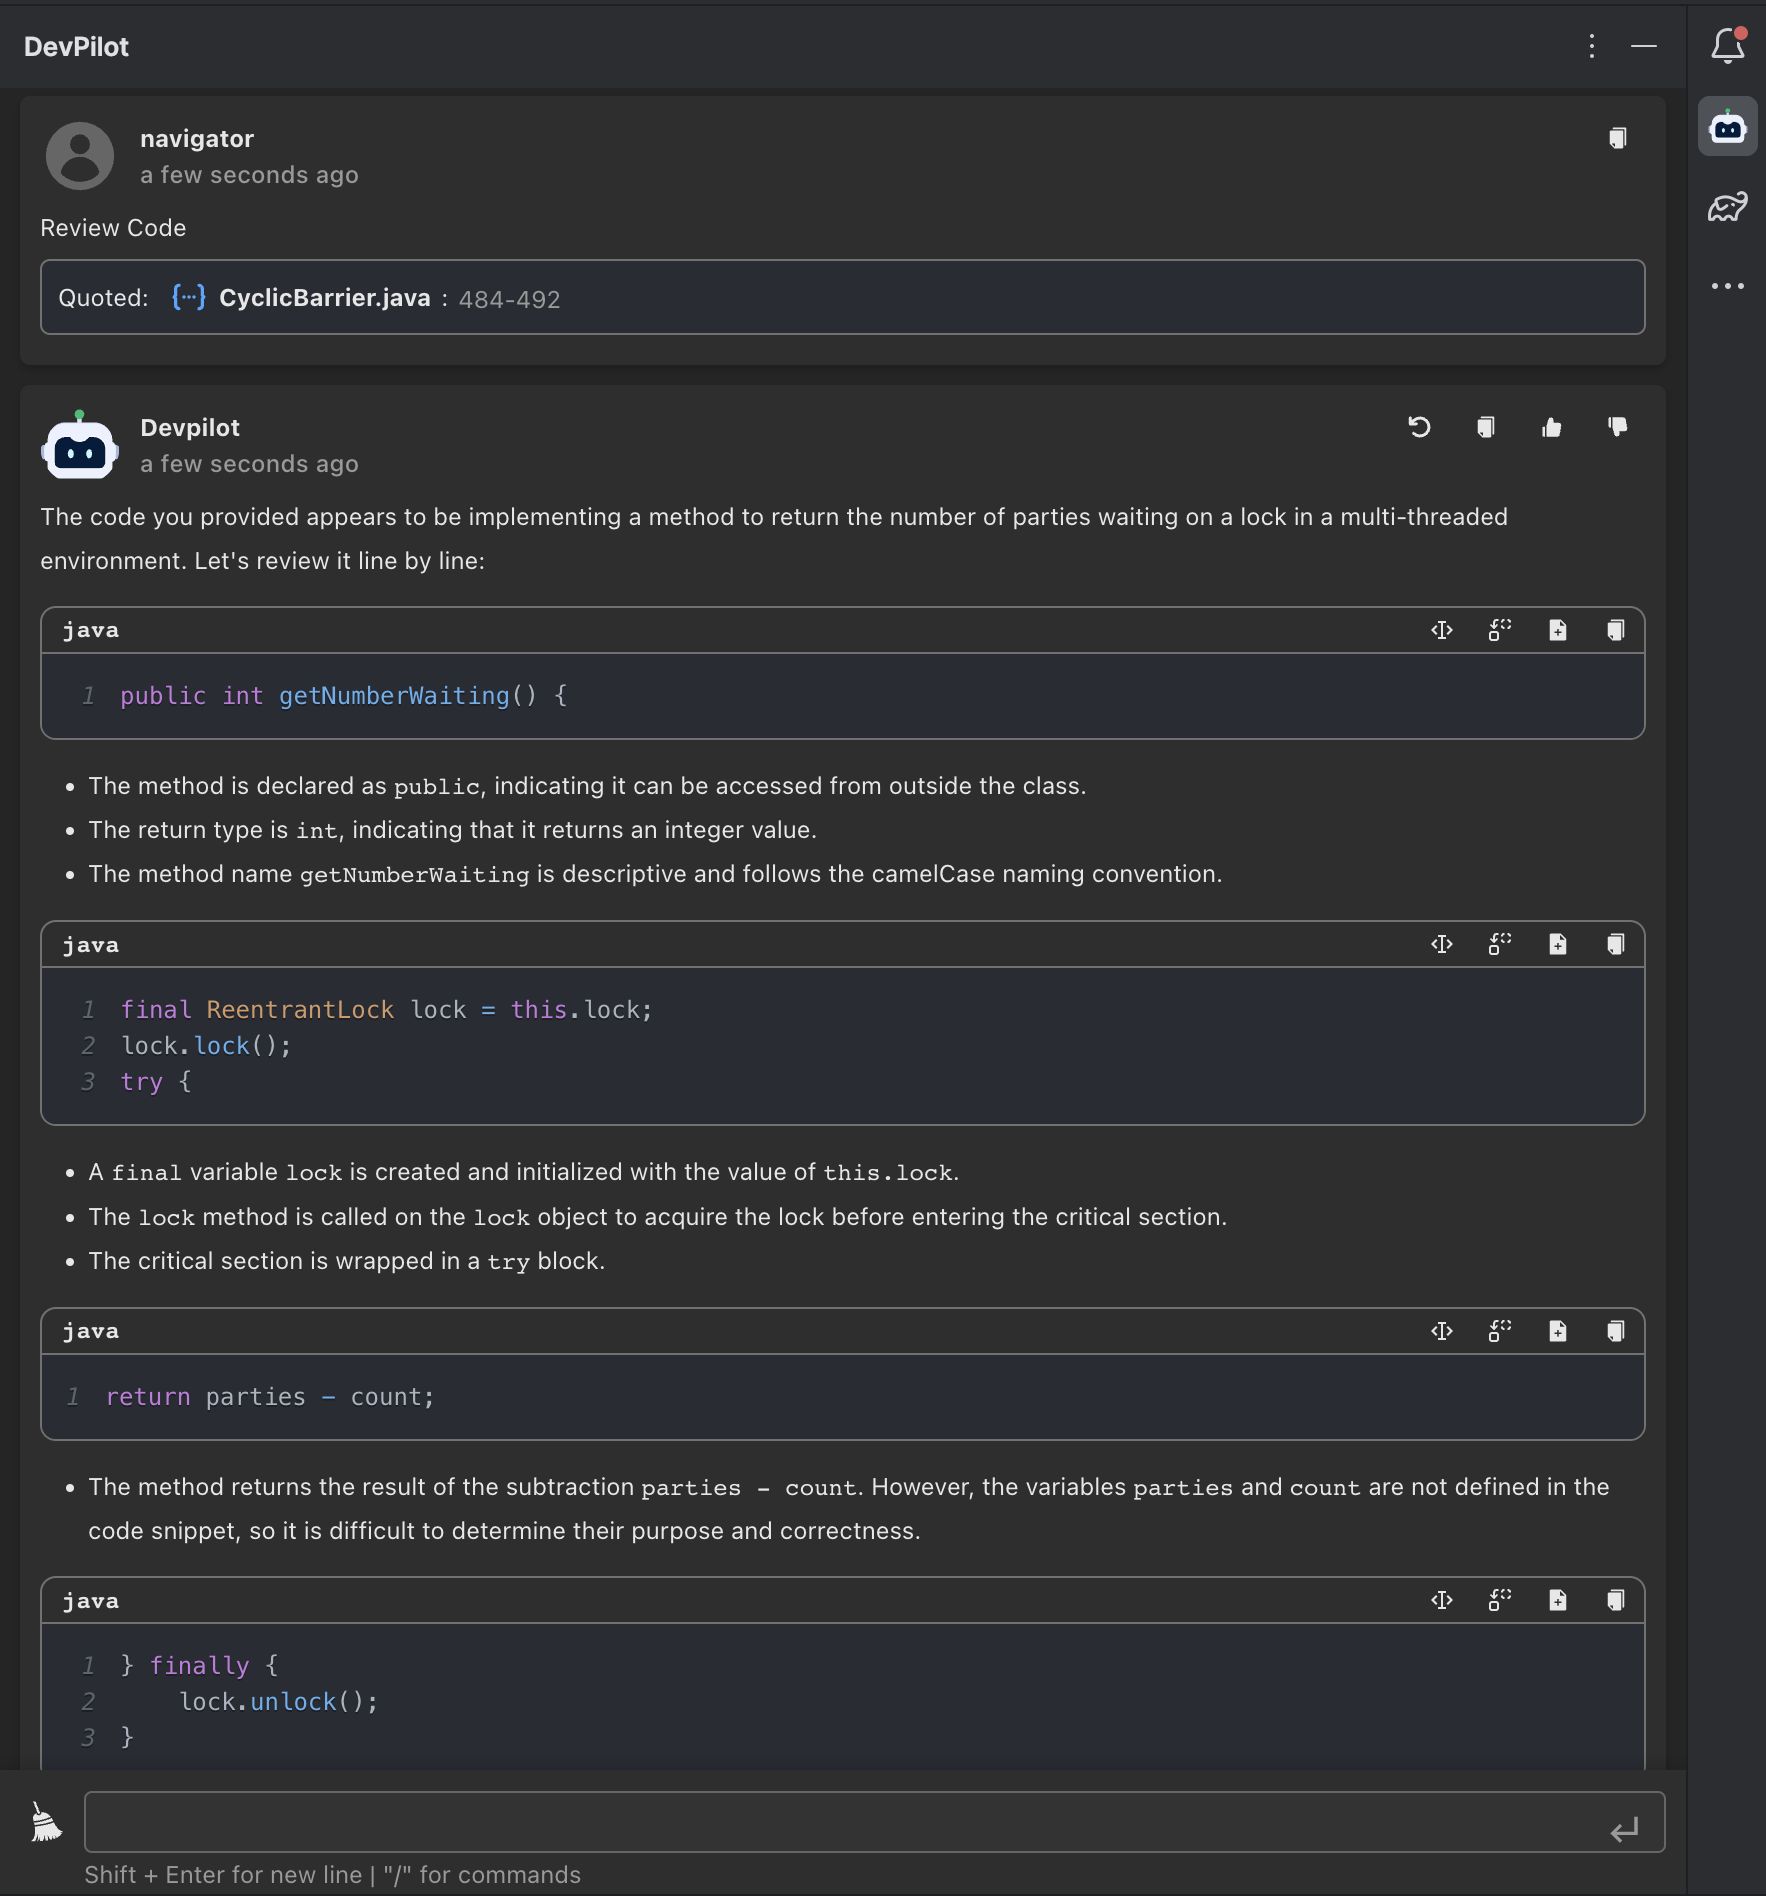 DevPilot
navigator
a few seconds ago
Review Code
Quoted: {···} CyclicBarrier.java : 484-492
Devpilot
a few seconds ago
The code you provided appears to be implementing a method to return the number of parties waiting on a lock in a multi-threaded
environment. Let's review it line by line:
java
1 public int getNumberWaiting() {
• The method is declared as public, indicating it can be accessed from outside the class.
• The return type is int, indicating that it returns an integer value.
• The method name getNumberWaiting is descriptive and follows the camelCase naming convention.
java
1 final ReentrantLock lock = this.lock;
2 lock.lock();
3 try {
• A final variable lock is created and initialized with the value of this.lock.
• The lock method is called on the lock object to acquire the lock before entering the critical section.
• The critical section is wrapped in a try block.
java
1 return parties - count;
• The method returns the result of the subtraction parties - count. However, the variables parties and count are not defined in the
code snippet, so it is difficult to determine their purpose and correctness.
java
1 } finally {
2     lock.unlock();
3 }
Shift + Enter for new line | "/" for commands